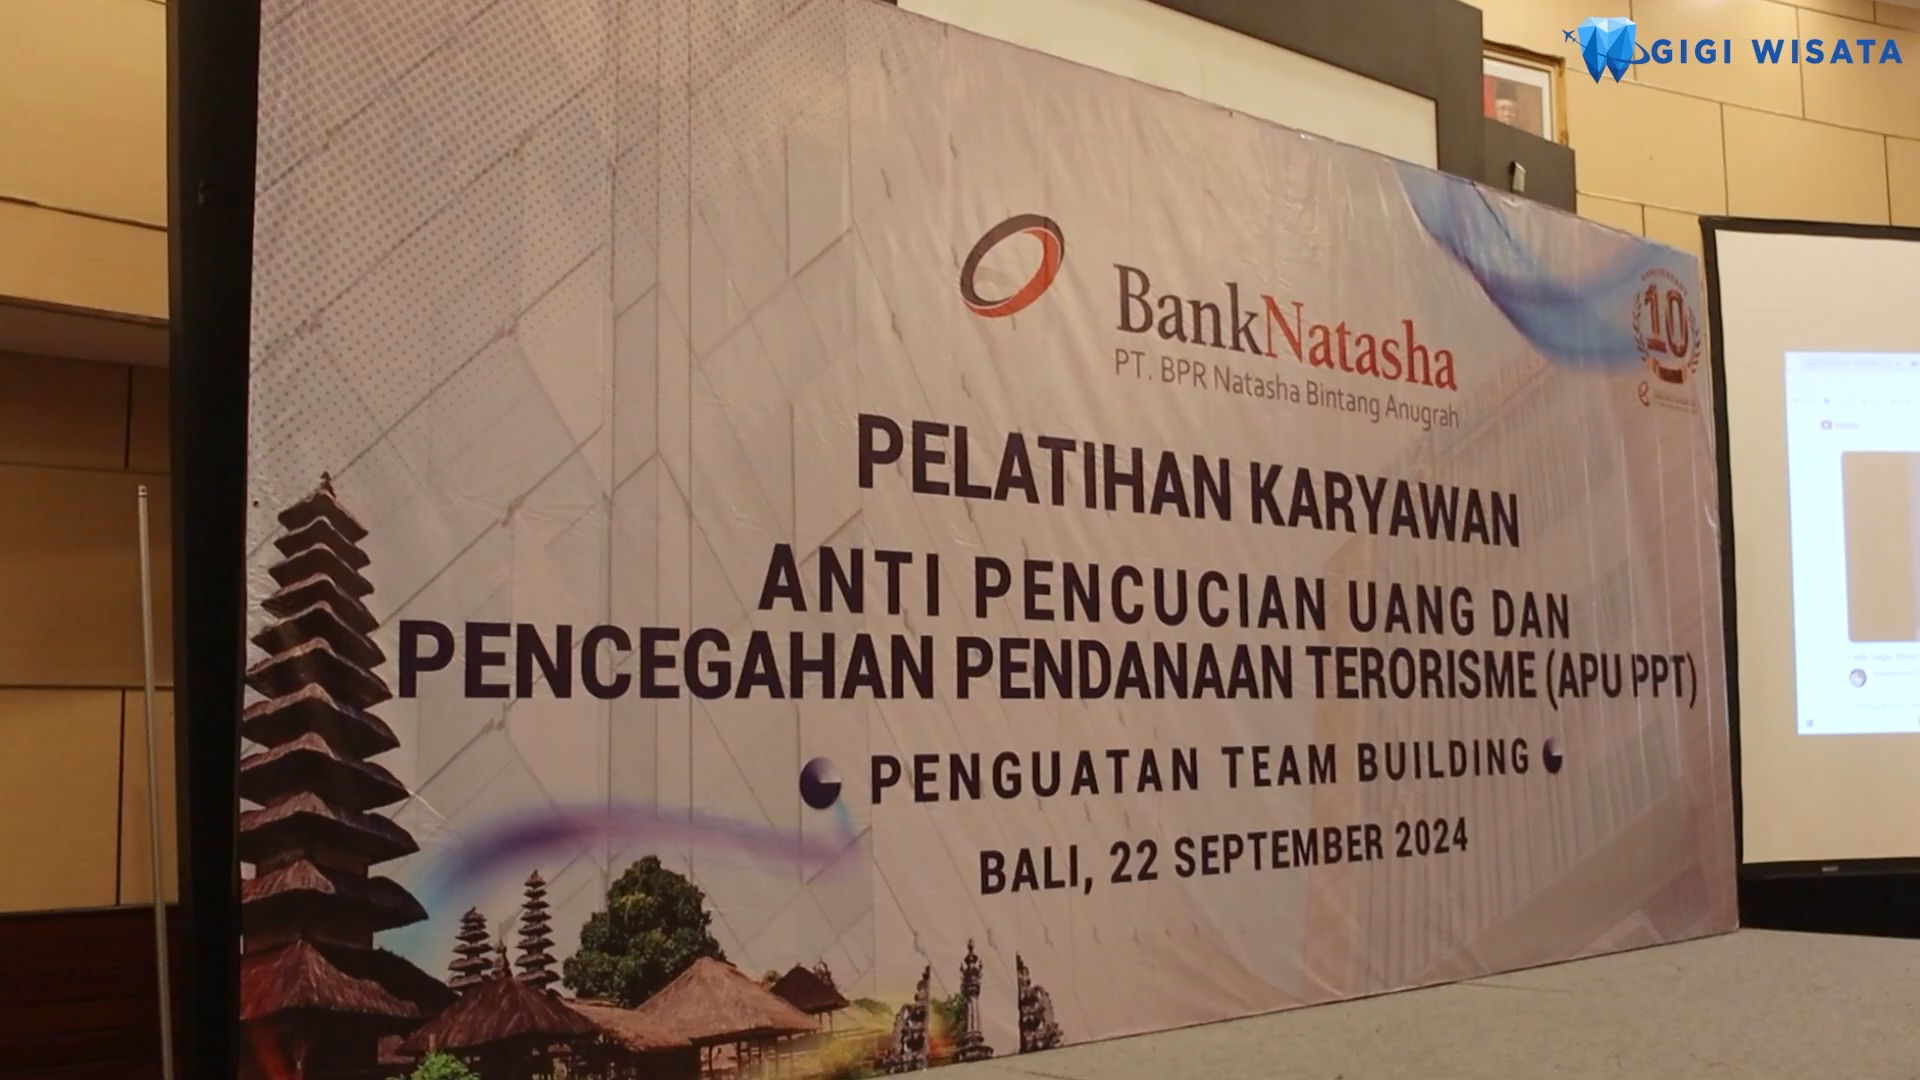 GIGI WISATA
BankNatasha
PT. BPR Natasha Bintang Anugrah
10
PELATIHAN KARYAWAN
ANTI PENCUCIAN UANG DAN
PENCEGAHAN PENDANAAN TERORISME (APU PPT)
PENGUATAN TEAM BUILDING
BALI, 22 SEPTEMBER 2024